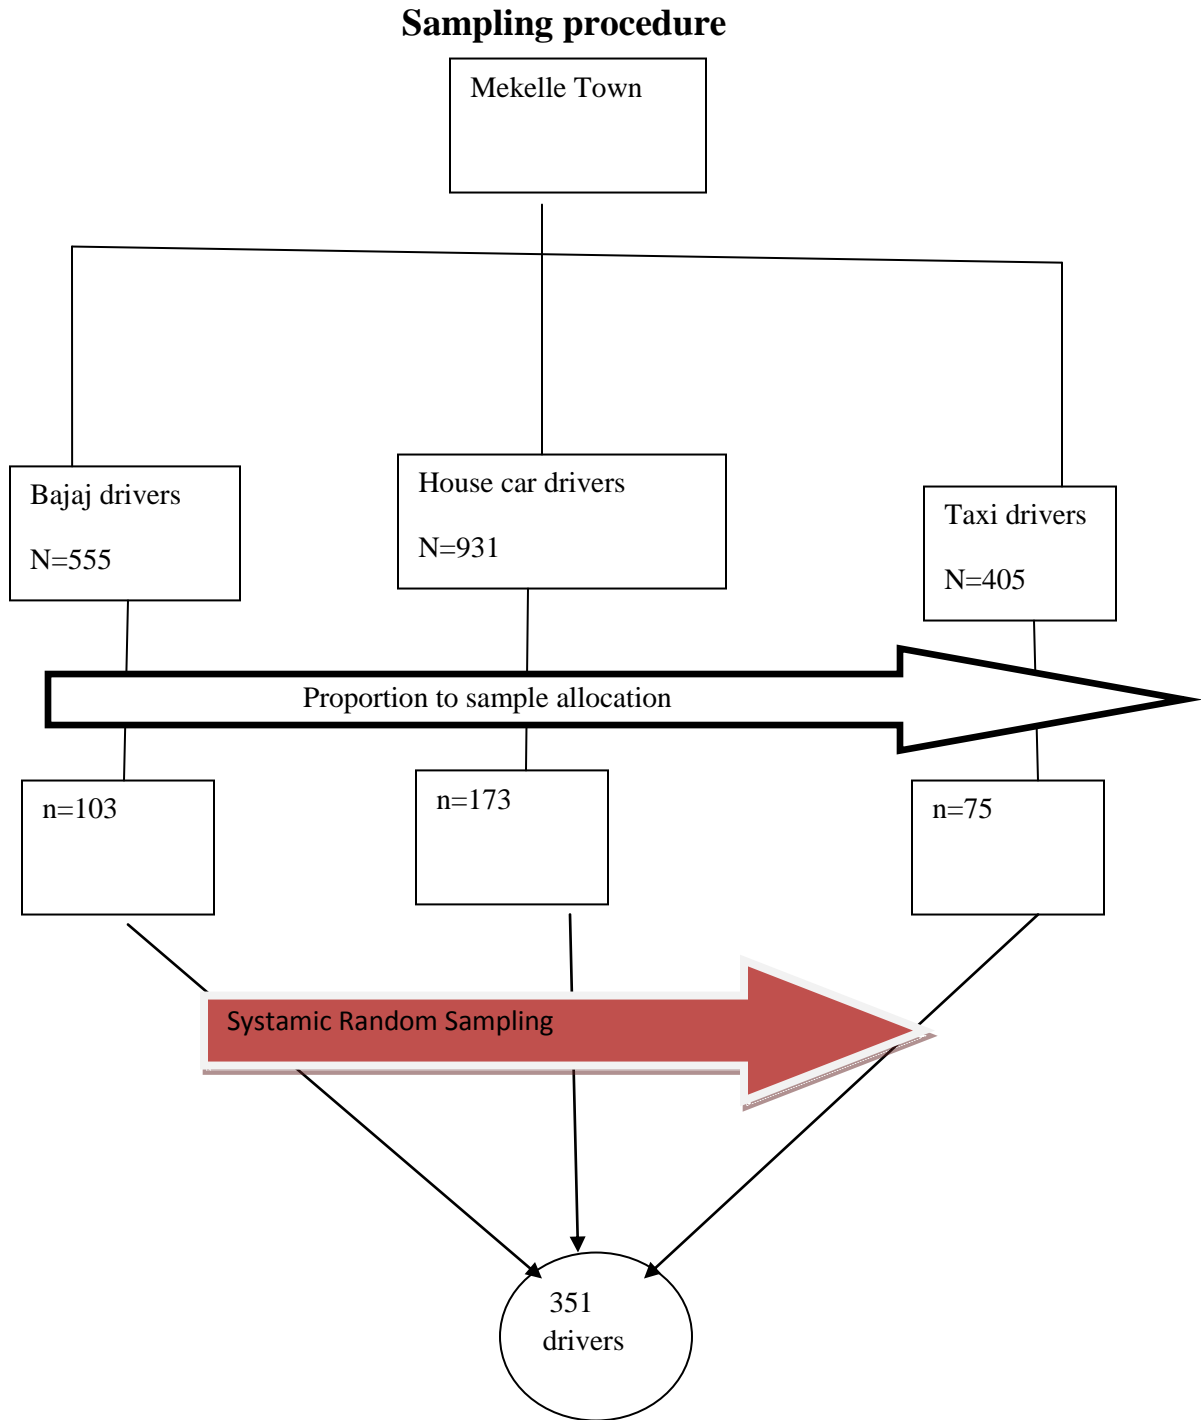 Sampling procedure
Mekelle Town
Bajaj drivers
N=555
House car drivers
N=931
Taxi drivers
N=405
Proportion to sample allocation
n=103
n=173
n=75
Systamic Random Sampling
351
drivers